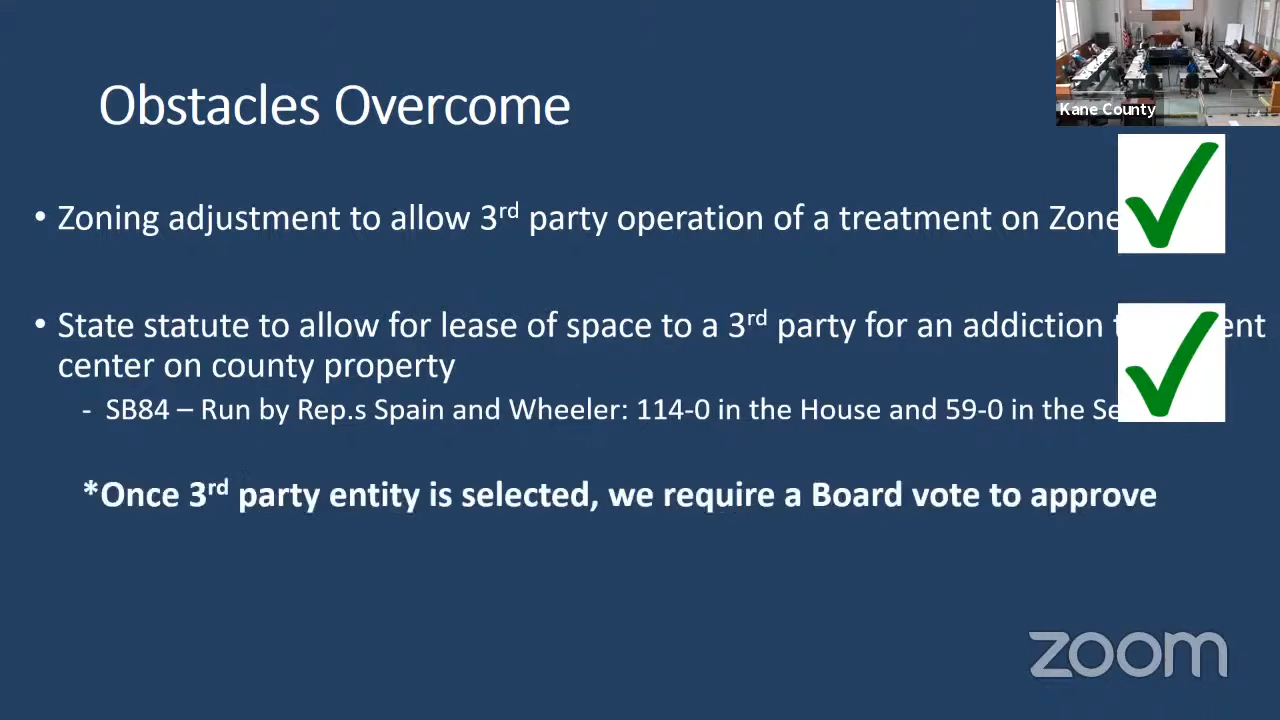 Obstacles Overcome
Kane County
• Zoning adjustment to allow 3rd party operation of a treatment on Zone
• State statute to allow for lease of space to a 3rd party for an addiction
center on county property
- SB84 – Run by Rep.s Spain and Wheeler: 114-0 in the House and 59-0 in the
*Once 3rd party entity is selected, we require a Board vote to approve
zoom